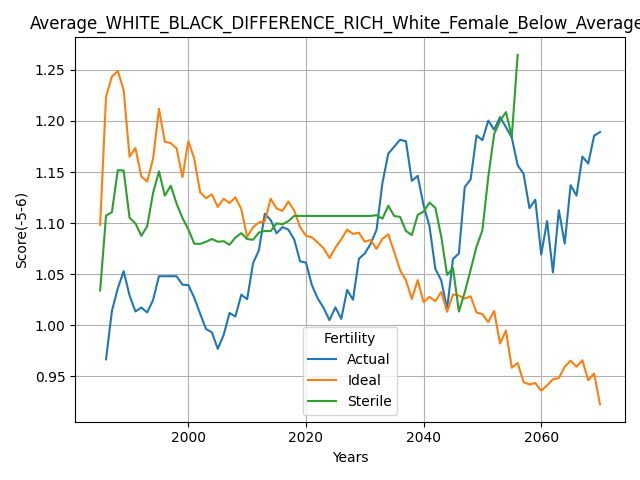 Average_WHITE_BLACK_DIFFERENCE_RICH_White_Female_Below_Average
1.25
1.20
1.15
1.10
1.05
1.00
0.95
Score(-5-6)
Fertility
Actual
Ideal
Sterile
2000 2020 2040 2060
Years